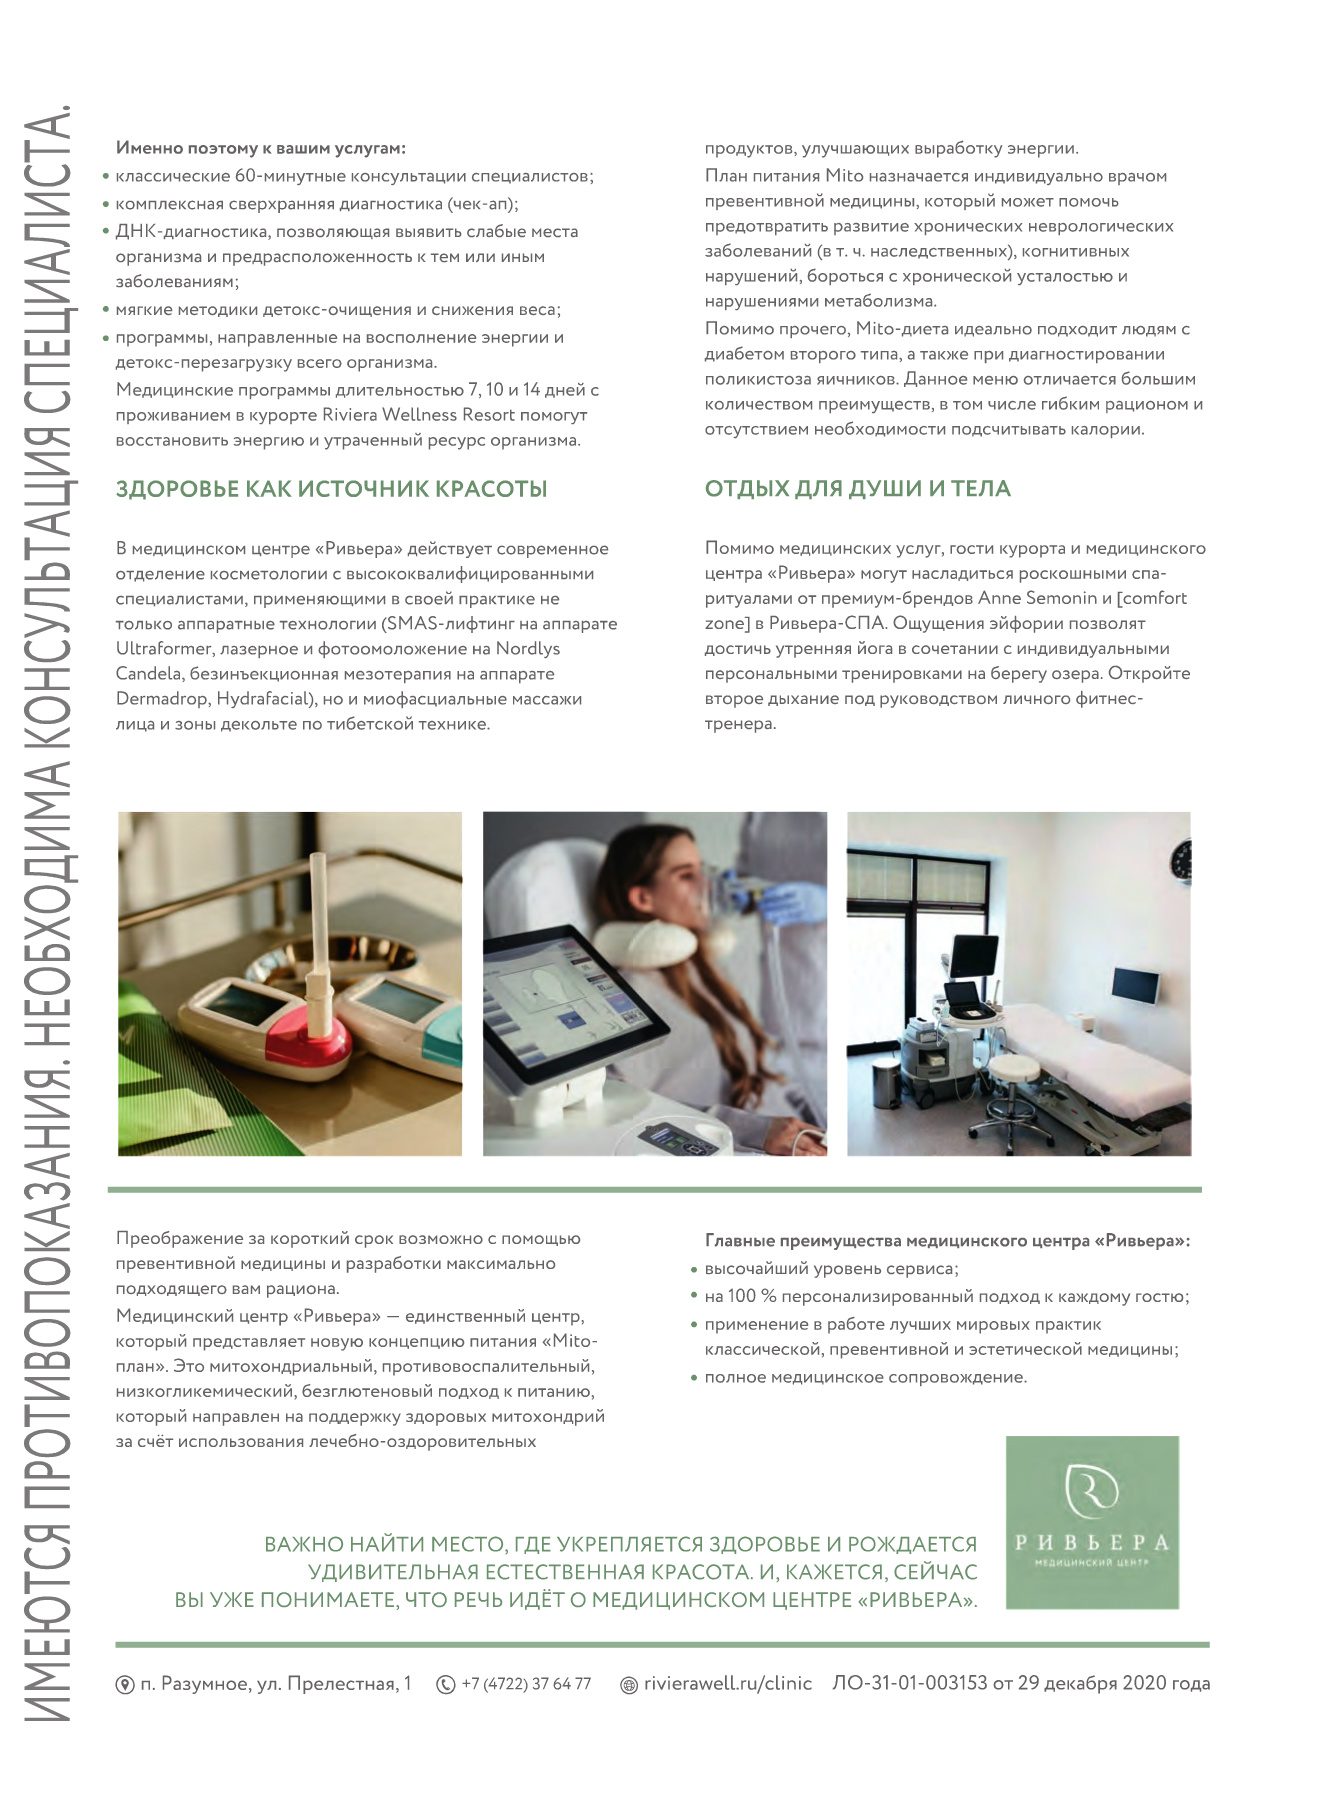 ИМЕЮТСЯ ПРОТИВОПОКАЗАНИЯ. НЕОБХОДИМА КОНСУЛЬТАЦИЯ СПЕЦИАЛИСТА.
Именно поэтому к вашим услугам:
• классические 60-минутные консультации специалистов;
• комплексная сверхранняя диагностика (чек-ап);
• ДНК-диагностика, позволяющая выявить слабые места
организма и предрасположенность к тем или иным
заболеваниям;
• мягкие методики детокс-очищения и снижения веса;
• программы, направленные на восполнение энергии и
детокс-перезагрузку всего организма.
Медицинские программы длительностью 7, 10 и 14 дней с
проживанием в курорте Riviera Wellness Resort помогут
восстановить энергию и утраченный ресурс организма.
ЗДОРОВЬЕ КАК ИСТОЧНИК КРАСОТЫ
В медицинском центре «Ривьера» действует современное
отделение косметологии с высококвалифицированными
специалистами, применяющими в своей практике не
только аппаратные технологии (SMAS-лифтинг на аппарате
Ultraformer, лазерное и фотоомоложение на Nordlys
Candela, безинъекционная мезотерапия на аппарате
Dermadrop, Hydrafacial), но и миофасциальные массажи
лица и зоны декольте по тибетской технике.
продуктов, улучшающих выработку энергии.
План питания Mito назначается индивидуально врачом
превентивной медицины, который может помочь
предотвратить развитие хронических неврологических
заболеваний (в т. ч. наследственных), когнитивных
нарушений, бороться с хронической усталостью и
нарушениями метаболизма.
Помимо прочего, Mito-диета идеально подходит людям с
диабетом второго типа, а также при диагностировании
поликистоза яичников. Данное меню отличается большим
количеством преимуществ, в том числе гибким рационом и
отсутствием необходимости подсчитывать калории.
ОТДЫХ ДЛЯ ДУШИ И ТЕЛА
Помимо медицинских услуг, гости курорта и медицинского
центра «Ривьера» могут насладиться роскошными спа-
ритуалами от премиум-брендов Anne Semonin и [comfort
zone] в Ривьера-СПА. Ощущения эйфории позволят
достичь утренняя йога в сочетании с индивидуальными
персональными тренировками на берегу озера. Откройте
второе дыхание под руководством личного фитнес-
тренера.
Преображение за короткий срок возможно с помощью
превентивной медицины и разработки максимально
подходящего вам рациона.
Медицинский центр «Ривьера» — единственный центр,
который представляет новую концепцию питания «Mito-
план». Это митохондриальный, противовоспалительный,
низкогликемический, безглютеновый подход к питанию,
который направлен на поддержку здоровых митохондрий
за счёт использования лечебно-оздоровительных
Главные преимущества медицинского центра «Ривьера»:
• высочайший уровень сервиса;
• на 100 % персонализированный подход к каждому гостю;
• применение в работе лучших мировых практик
классической, превентивной и эстетической медицины;
• полное медицинское сопровождение.
ВАЖНО НАЙТИ МЕСТО, ГДЕ УКРЕПЛЯЕТСЯ ЗДОРОВЬЕ И РОЖДАЕТСЯ
УДИВИТЕЛЬНАЯ ЕСТЕСТВЕННАЯ КРАСОТА. И, КАЖЕТСЯ, СЕЙЧАС
ВЫ УЖЕ ПОНИМАЕТЕ, ЧТО РЕЧЬ ИДЁТ О МЕДИЦИНСКОМ ЦЕНТРЕ «РИВЬЕРА».
РИВЬЕРА
МЕДИЦИНСКИЙ ЦЕНТР
п. Разумное, ул. Прелестная, 1 +7 (4722) 37 64 77 rivierawell.ru/clinic ЛО-31-01-003153 от 29 декабря 2020 года